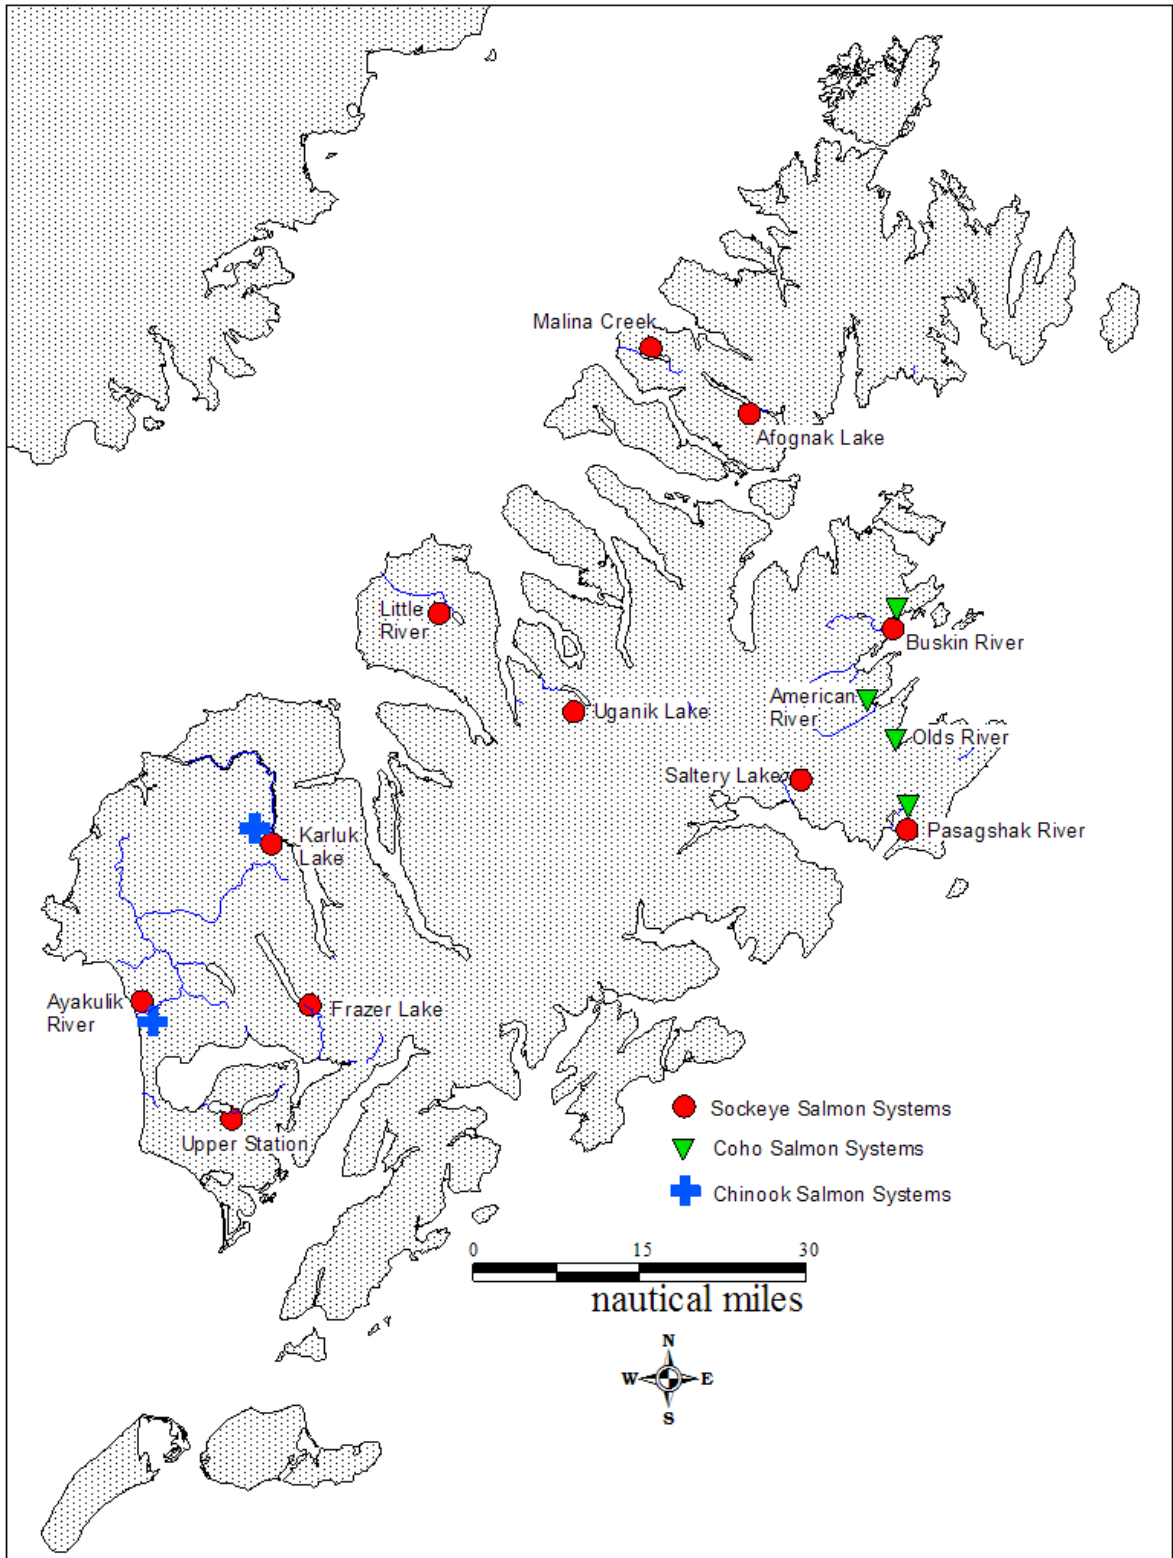 Malina Creek
Afognak Lake
Little
River
Buskin River
Uganik Lake
American
River
Olds River
Saltery Lake
Pasagshak River
Karluk
Lake
Ayakulik
River
Frazer Lake
Upper Station
Sockeye Salmon Systems
Coho Salmon Systems
Chinook Salmon Systems
0 15 30
nautical miles
N
W E
S